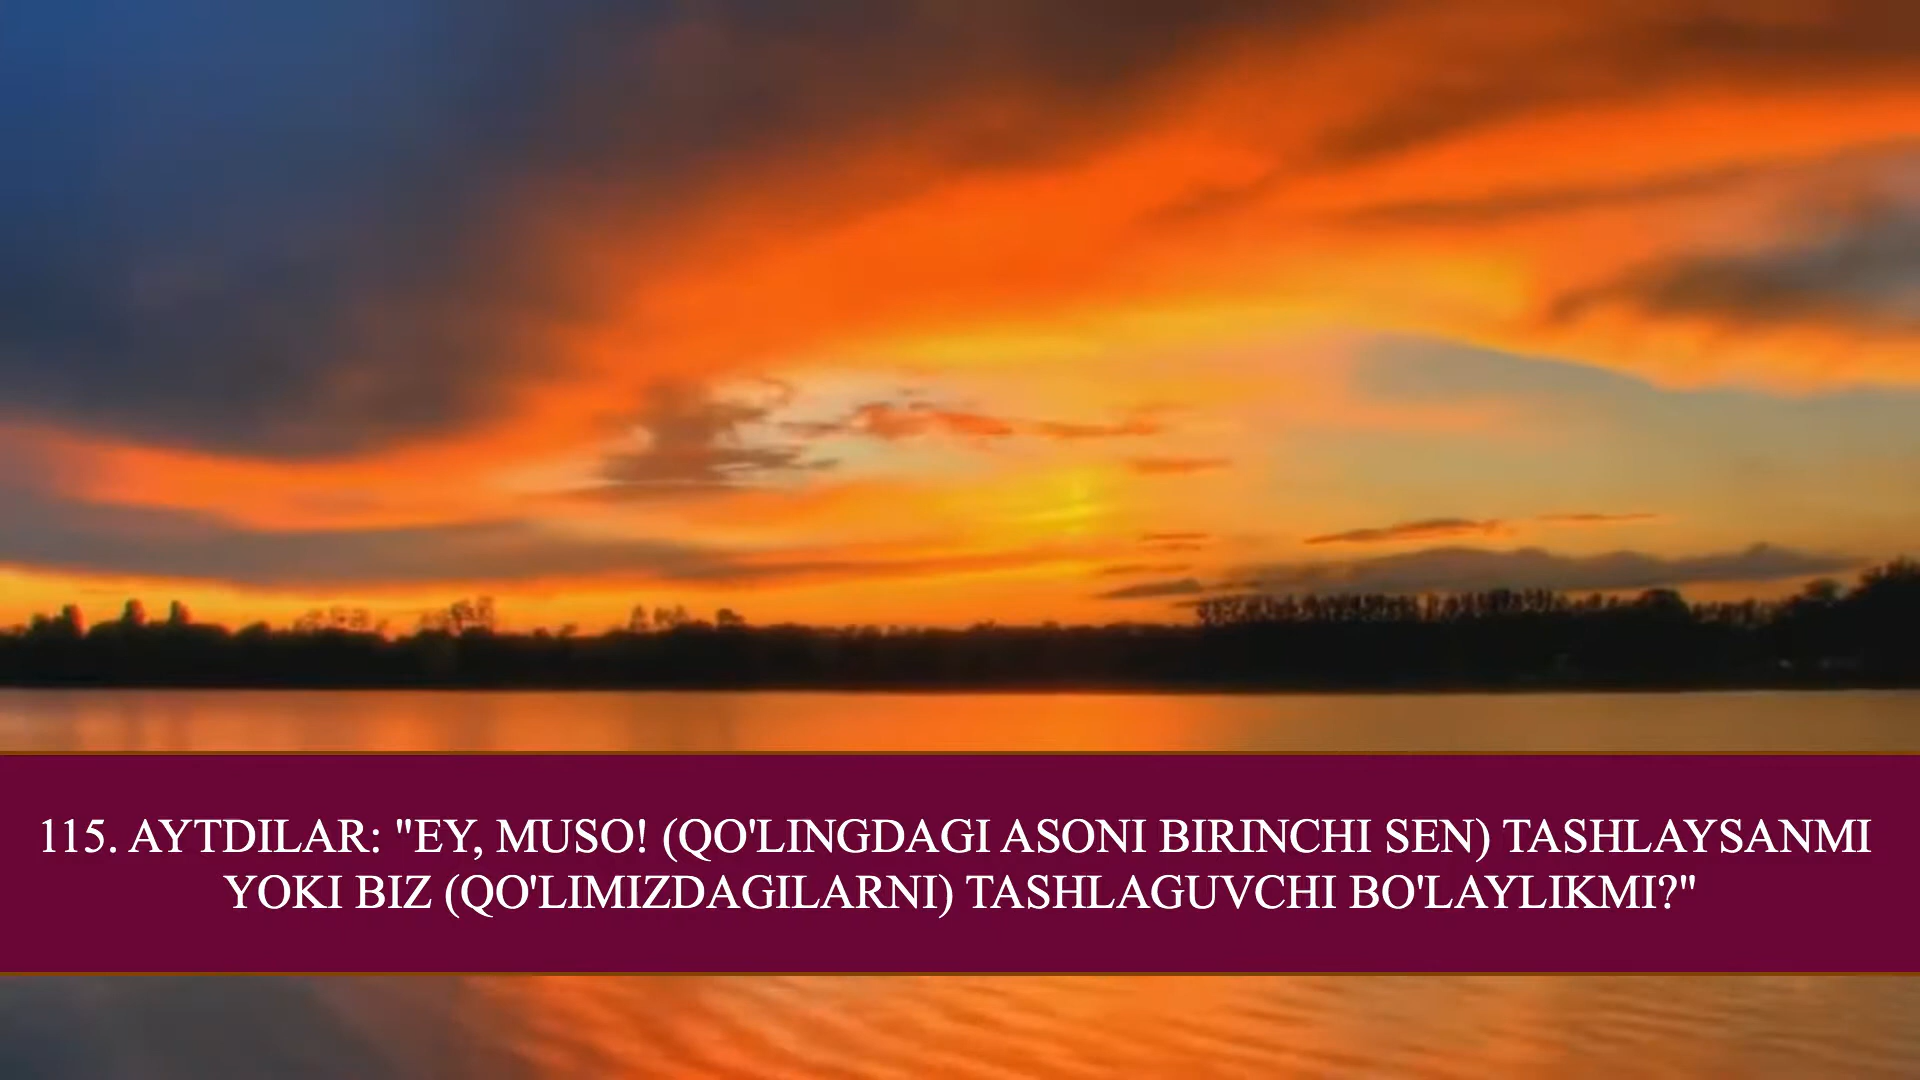 115. AYTDILAR: "EY, MUSO! (QO'LINGDAGI ASONI BIRINCHI SEN) TASHLAYSANMI
YOKI BIZ (QO'LIMIZDAGILARNI) TASHLAGUVCHI BO'LAYLIKMI?"